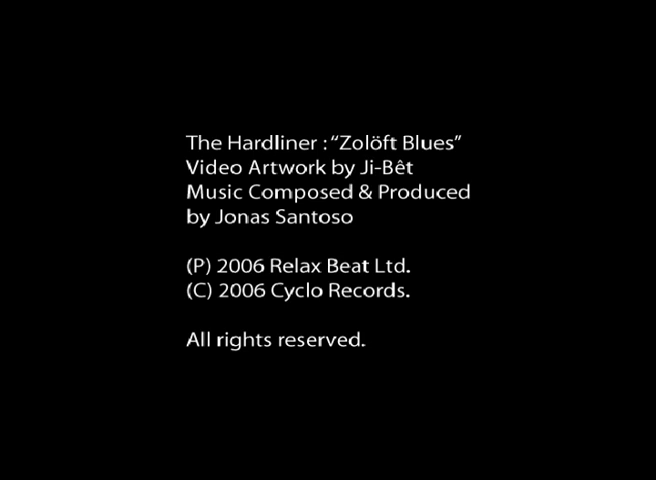 The Hardliner : “Zolöft Blues”
Video Artwork by Ji-Bêt
Music Composed & Produced
by Jonas Santoso
(P) 2006 Relax Beat Ltd.
(C) 2006 Cyclo Records.
All rights reserved.